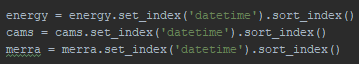 energy = energy.set_index('datetime').sort_index()
cams = cams.set_index('datetime').sort_index()
merra = merra.set_index('datetime').sort_index()